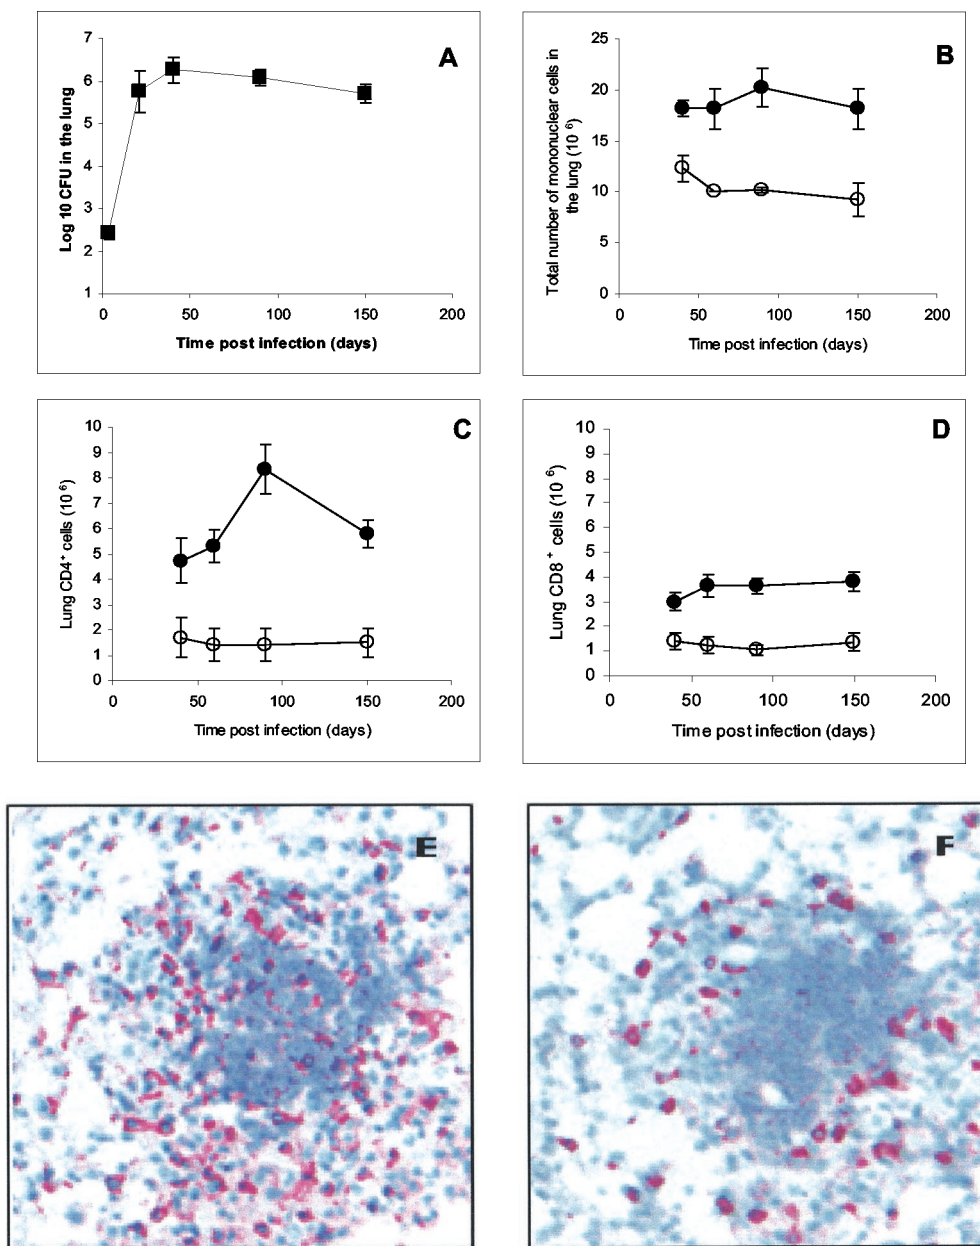 A
7
6
5
4
3
2
1
Log 10 CFU in the lung
0 50 100 150 200
Time post infection (days)
B
25
20
15
10
5
0
Total number of mononuclear cells in
the lung (10 6)
0 50 100 150 200
Time post infection (days)
C
10
9
8
7
6
5
4
3
2
1
0
Lung CD4+ cells (10 6)
0 50 100 150 200
Time post infection (days)
D
10
9
8
7
6
5
4
3
2
1
0
Lung CD8 + cells (10 6)
0 50 100 150 200
Time post infection (days)
E
F